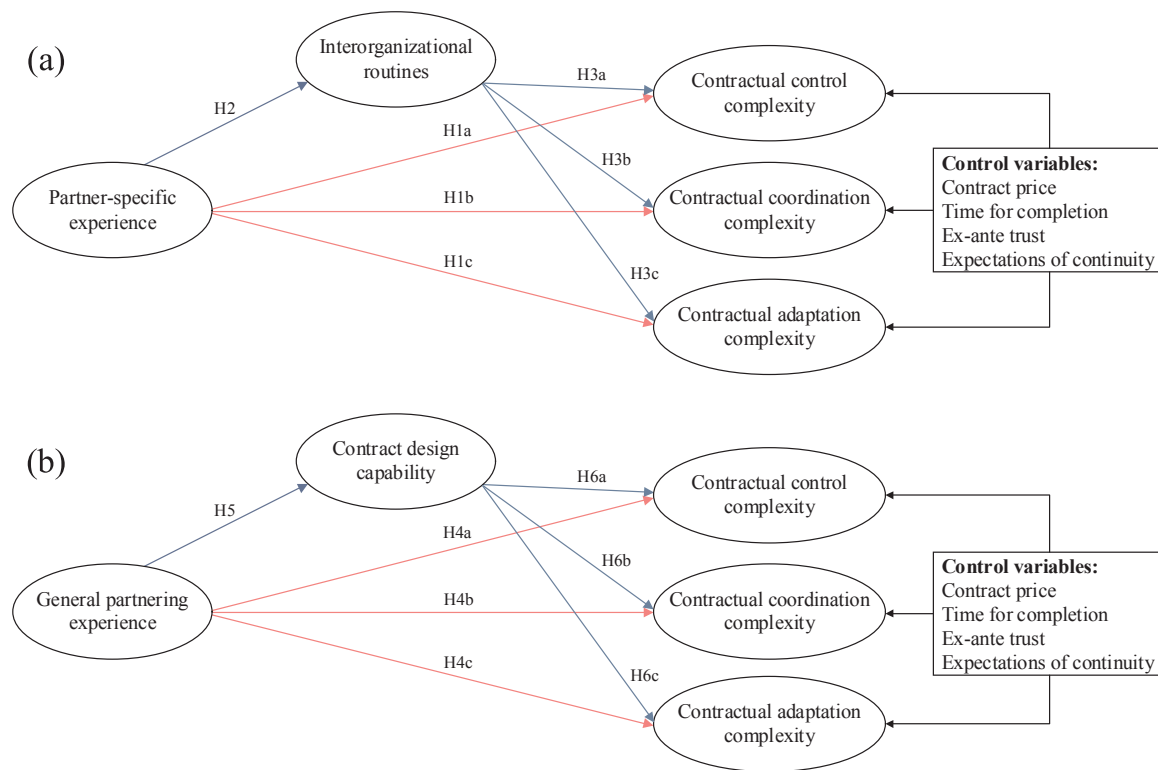 (a)
Interorganizational
routines
H2
H3a
Contractual control
complexity
H1a
H3b
Partner-specific
experience
H1b
Contractual coordination
complexity
H1c
H3c
Contractual adaptation
complexity
Control variables:
Contract price
Time for completion
Ex-ante trust
Expectations of continuity
(b)
Contract design
capability
H5
H6a
Contractual control
complexity
H4a
H6b
General partnering
experience
H4b
Contractual coordination
complexity
H4c
H6c
Contractual adaptation
complexity
Control variables:
Contract price
Time for completion
Ex-ante trust
Expectations of continuity